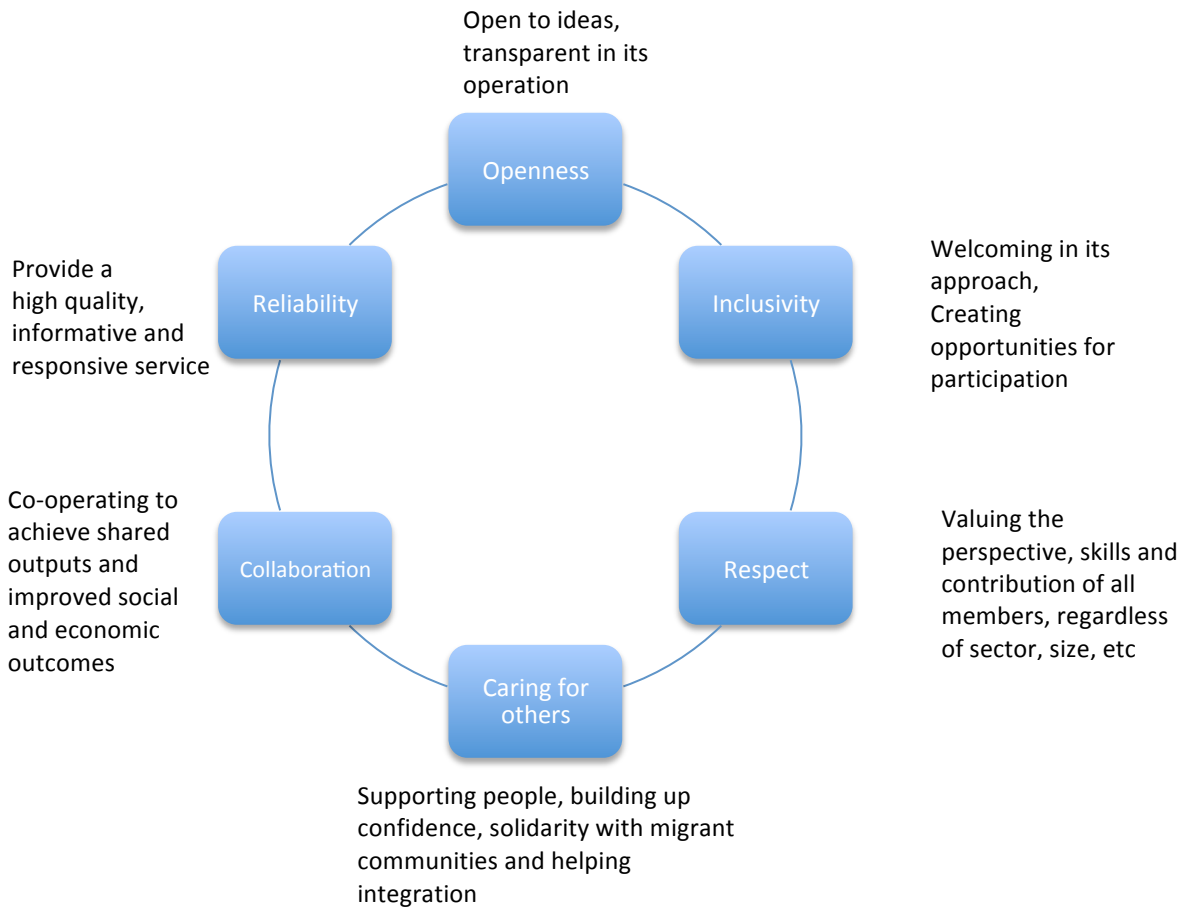 Open to ideas,
transparent in its
operation
Openness
Welcoming in its
approach,
Creating
opportunities for
participation
Inclusivity
Valuing the
perspective, skills and
contribution of all
members, regardless
of sector, size, etc
Respect
Caring for
others
Supporting people, building up
confidence, solidarity with migrant
communities and helping
integration
Collaboration
Co-operating to
achieve shared
outputs and
improved social
and economic
outcomes
Reliability
Provide a
high quality,
informative and
responsive service